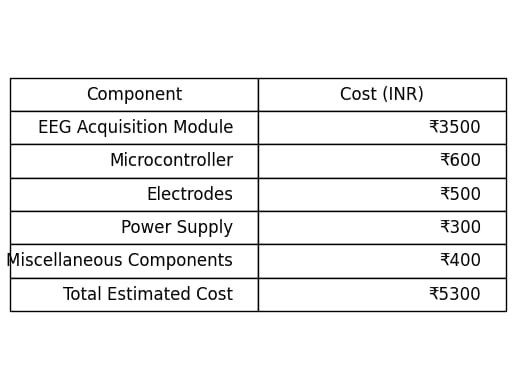 Component Cost (INR)
EEG Acquisition Module ₹3500
Microcontroller ₹600
Electrodes ₹500
Power Supply ₹300
Miscellaneous Components ₹400
Total Estimated Cost ₹5300